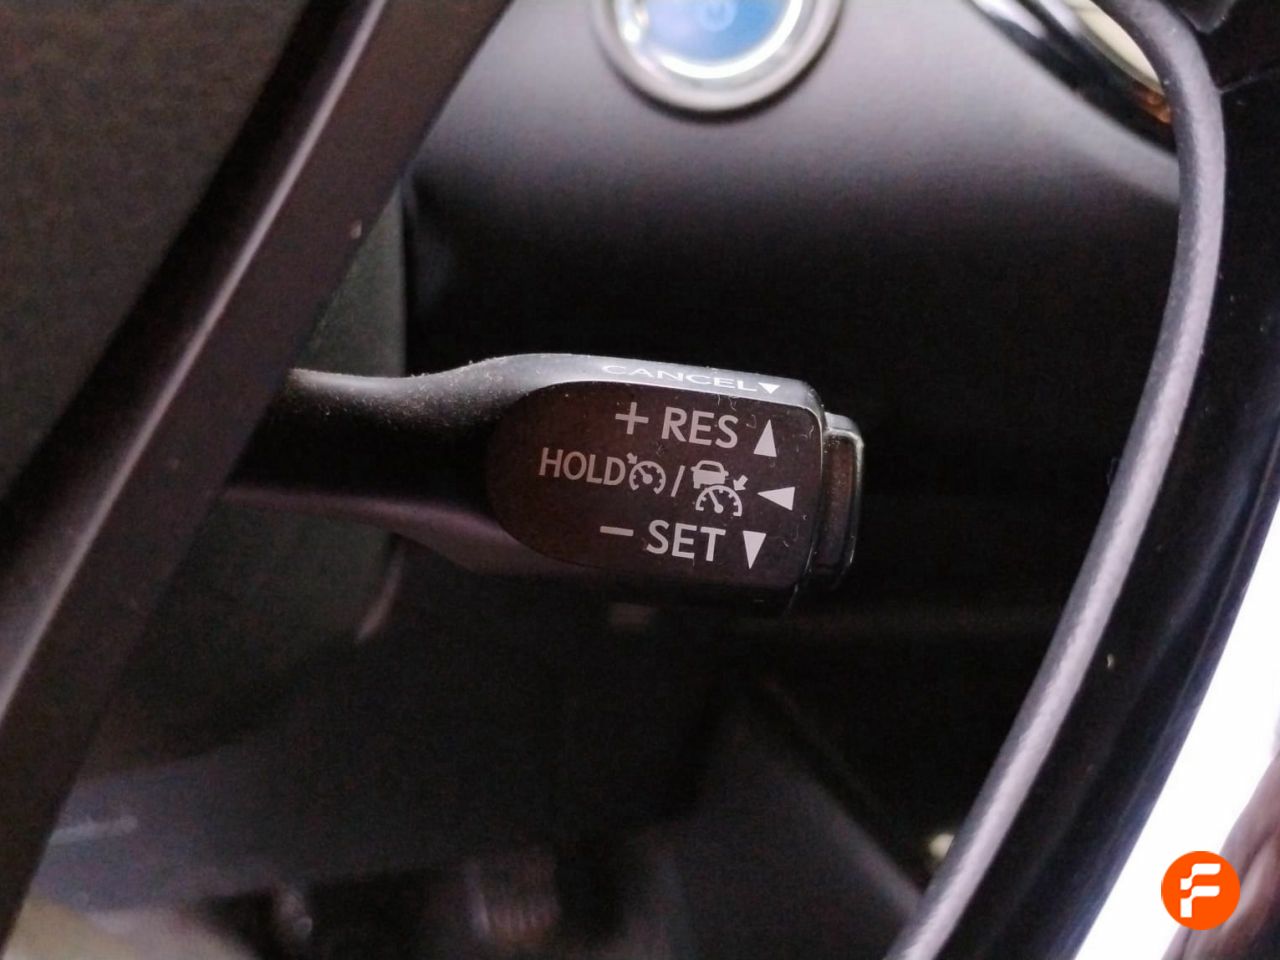 CANCEL▼
+ RES ▲
HOLD / ◀
− SET ▼